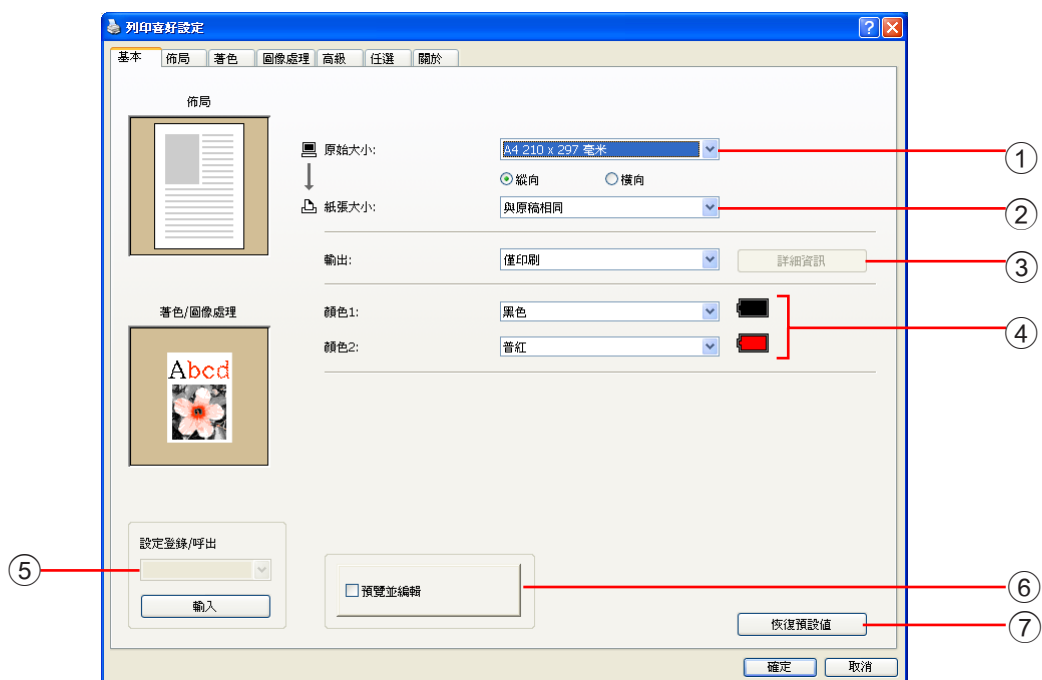 列印喜好設定
基本 佈局 著色 圖像處理 高級 任選 關於
佈局
原始大小: A4 210 x 297 毫米
①
縱向 橫向
紙張大小: 與原稿相同
②
輸出: 僅印刷 詳細資訊
③
著色/圖像處理
顏色1: 黑色
④
顏色2: 普紅
Abcd
設定登錄/呼出
⑤
輸入
預覽並編輯
⑥
恢復預設值
⑦
確定 取消